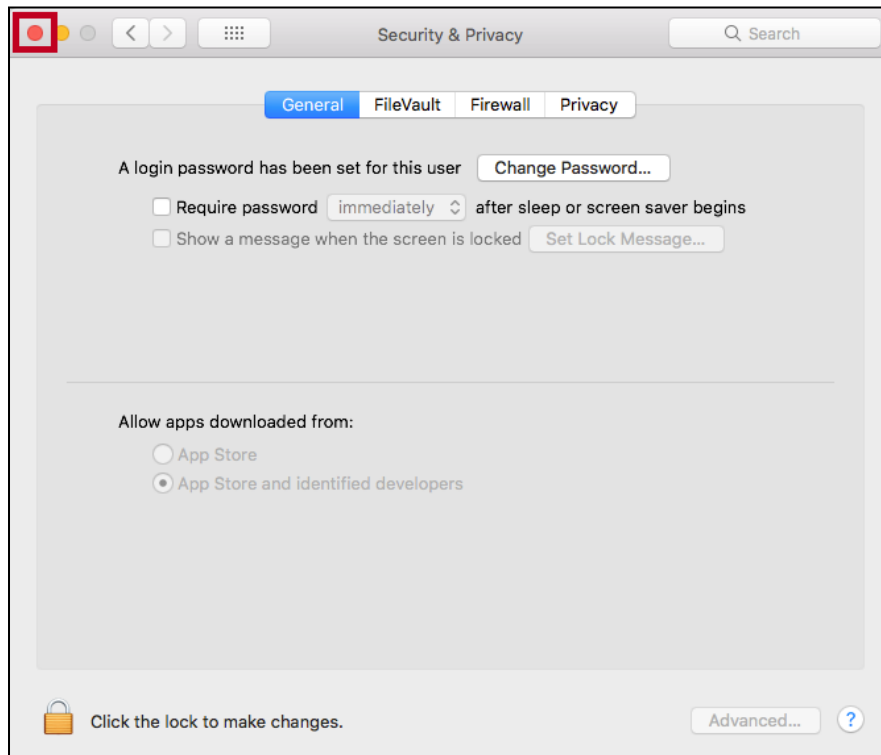 Security & Privacy
Search
General FileVault Firewall Privacy
A login password has been set for this user Change Password...
Require password immediately after sleep or screen saver begins
Show a message when the screen is locked Set Lock Message...
Allow apps downloaded from:
App Store
App Store and identified developers
Click the lock to make changes.
Advanced... ?